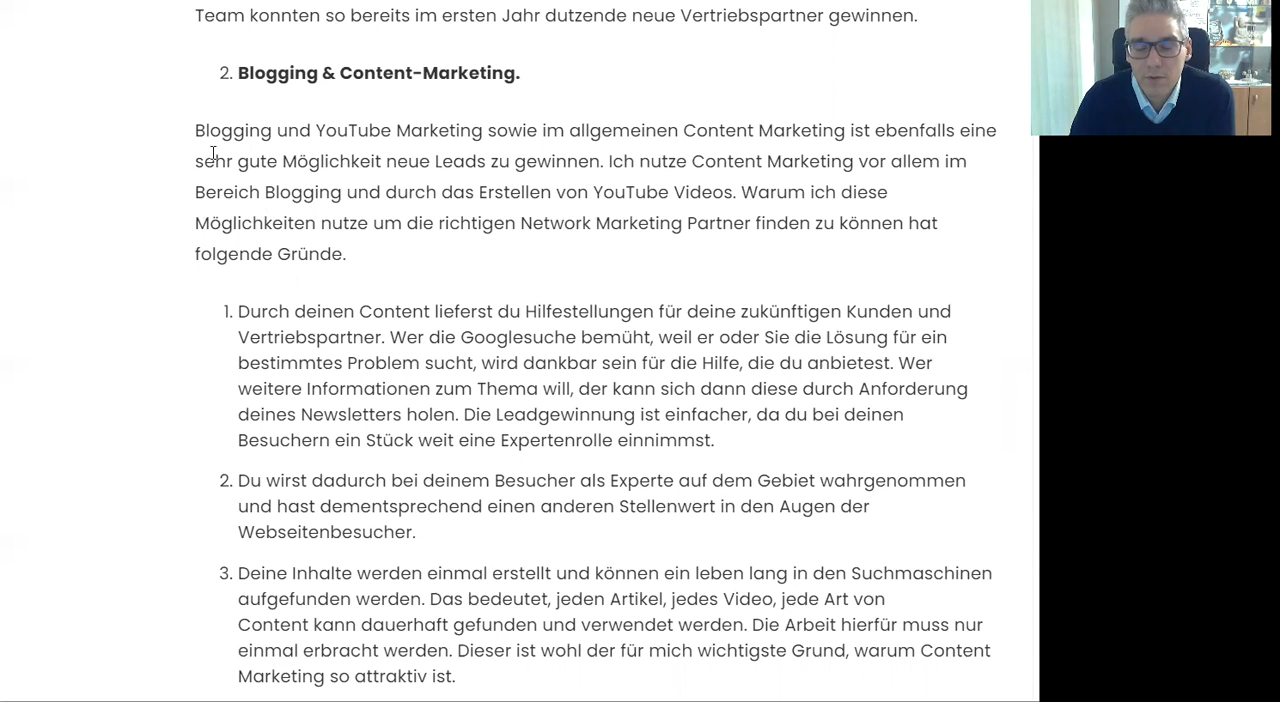 Team konnten so bereits im ersten Jahr dutzende neue Vertriebspartner gewinnen.
2. Blogging & Content-Marketing.
Blogging und YouTube Marketing sowie im allgemeinen Content Marketing ist ebenfalls eine
sehr gute Möglichkeit neue Leads zu gewinnen. Ich nutze Content Marketing vor allem im
Bereich Blogging und durch das Erstellen von YouTube Videos. Warum ich diese
Möglichkeiten nutze um die richtigen Network Marketing Partner finden zu können hat
folgende Gründe.
1. Durch deinen Content lieferst du Hilfestellungen für deine zukünftigen Kunden und
Vertriebspartner. Wer die Googlesuche bemüht, weil er oder Sie die Lösung für ein
bestimmtes Problem sucht, wird dankbar sein für die Hilfe, die du anbietest. Wer
weitere Informationen zum Thema will, der kann sich dann diese durch Anforderung
deines Newsletters holen. Die Leadgewinnung ist einfacher, da du bei deinen
Besuchern ein Stück weit eine Expertenrolle einnimmst.
2. Du wirst dadurch bei deinem Besucher als Experte auf dem Gebiet wahrgenommen
und hast dementsprechend einen anderen Stellenwert in den Augen der
Webseitenbesucher.
3. Deine Inhalte werden einmal erstellt und können ein leben lang in den Suchmaschinen
aufgefunden werden. Das bedeutet, jeden Artikel, jedes Video, jede Art von
Content kann dauerhaft gefunden und verwendet werden. Die Arbeit hierfür muss nur
einmal erbracht werden. Dieser ist wohl der für mich wichtigste Grund, warum Content
Marketing so attraktiv ist.